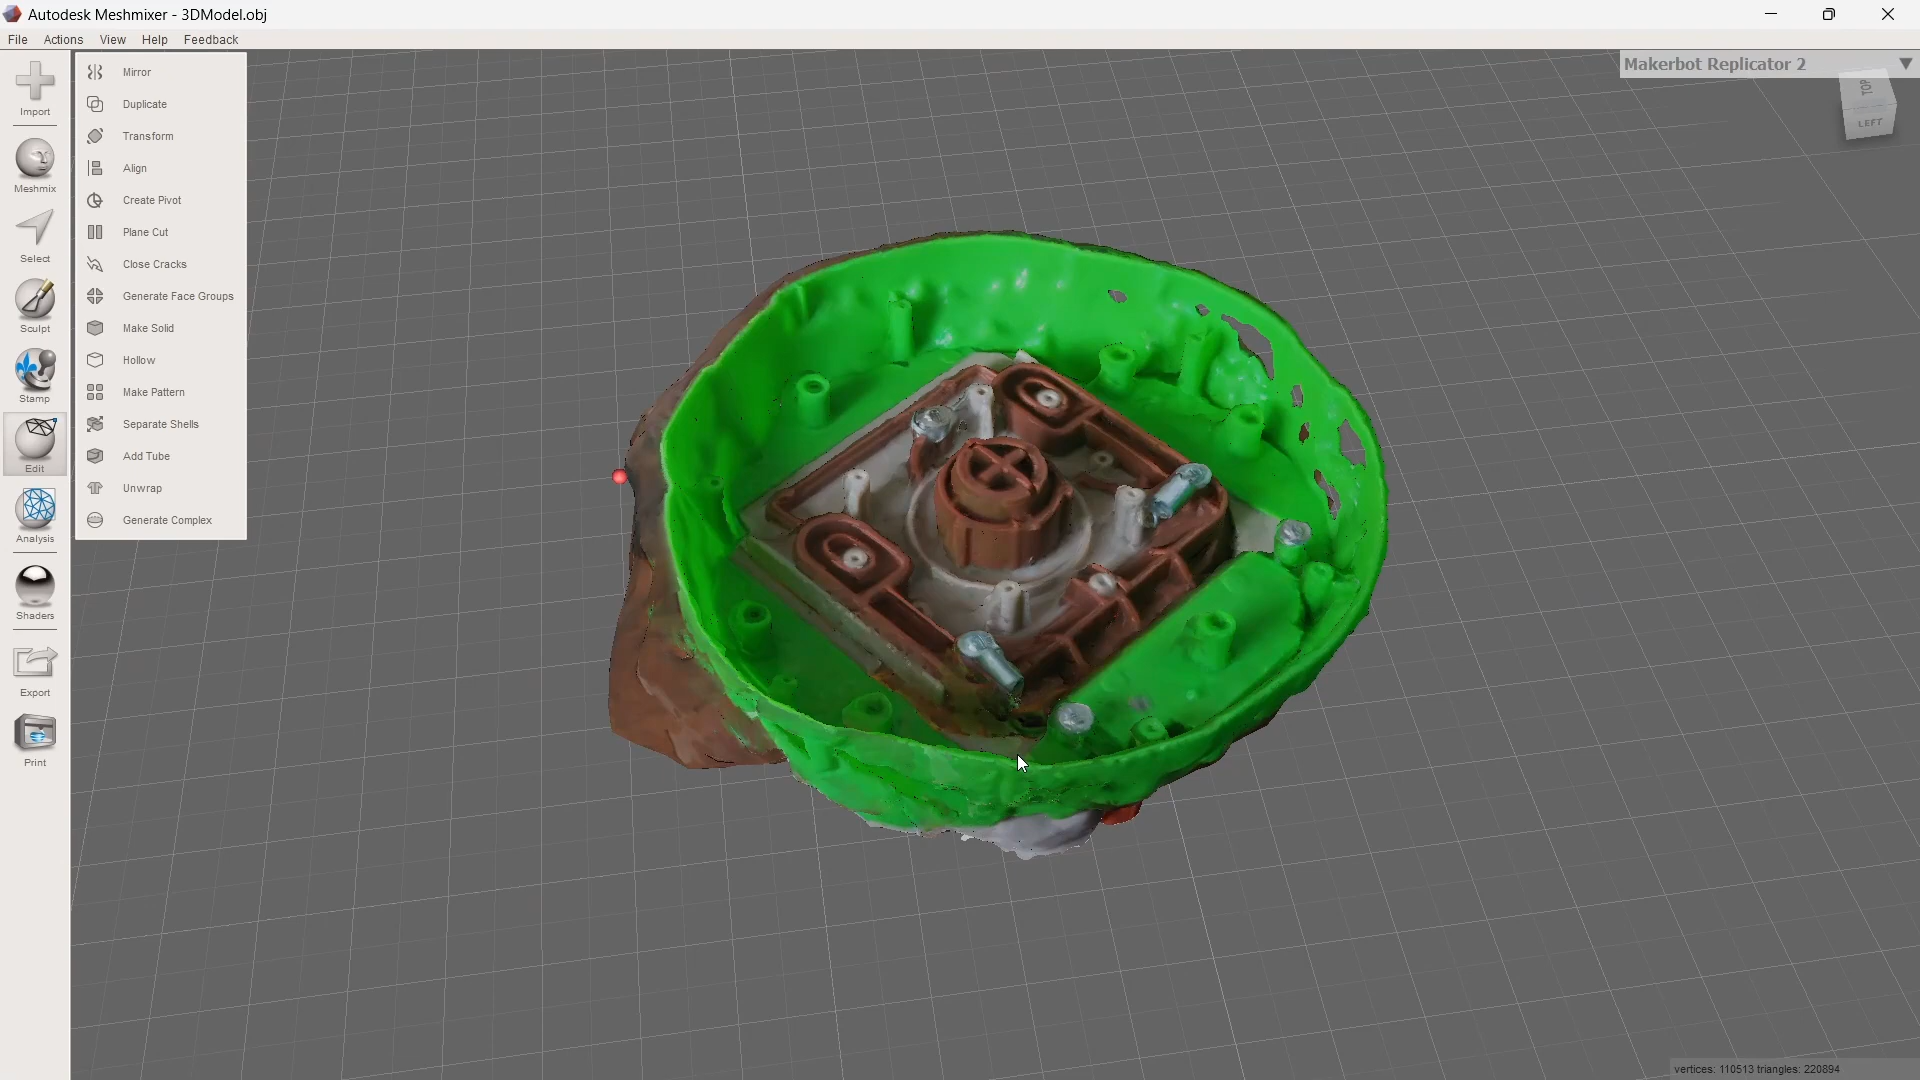 Autodesk Meshmixer - 3DModel.obj
File Actions View Help Feedback
Import
Meshmix
Select
Sculpt
Stamp
Edit
Analysis
Shaders
Export
Print
Mirror
Duplicate
Transform
Align
Create Pivot
Plane Cut
Close Cracks
Generate Face Groups
Make Solid
Hollow
Make Pattern
Separate Shells
Add Tube
Unwrap
Generate Complex
Makerbot Replicator 2
TOP
LEFT
vertices: 110513 triangles: 220894